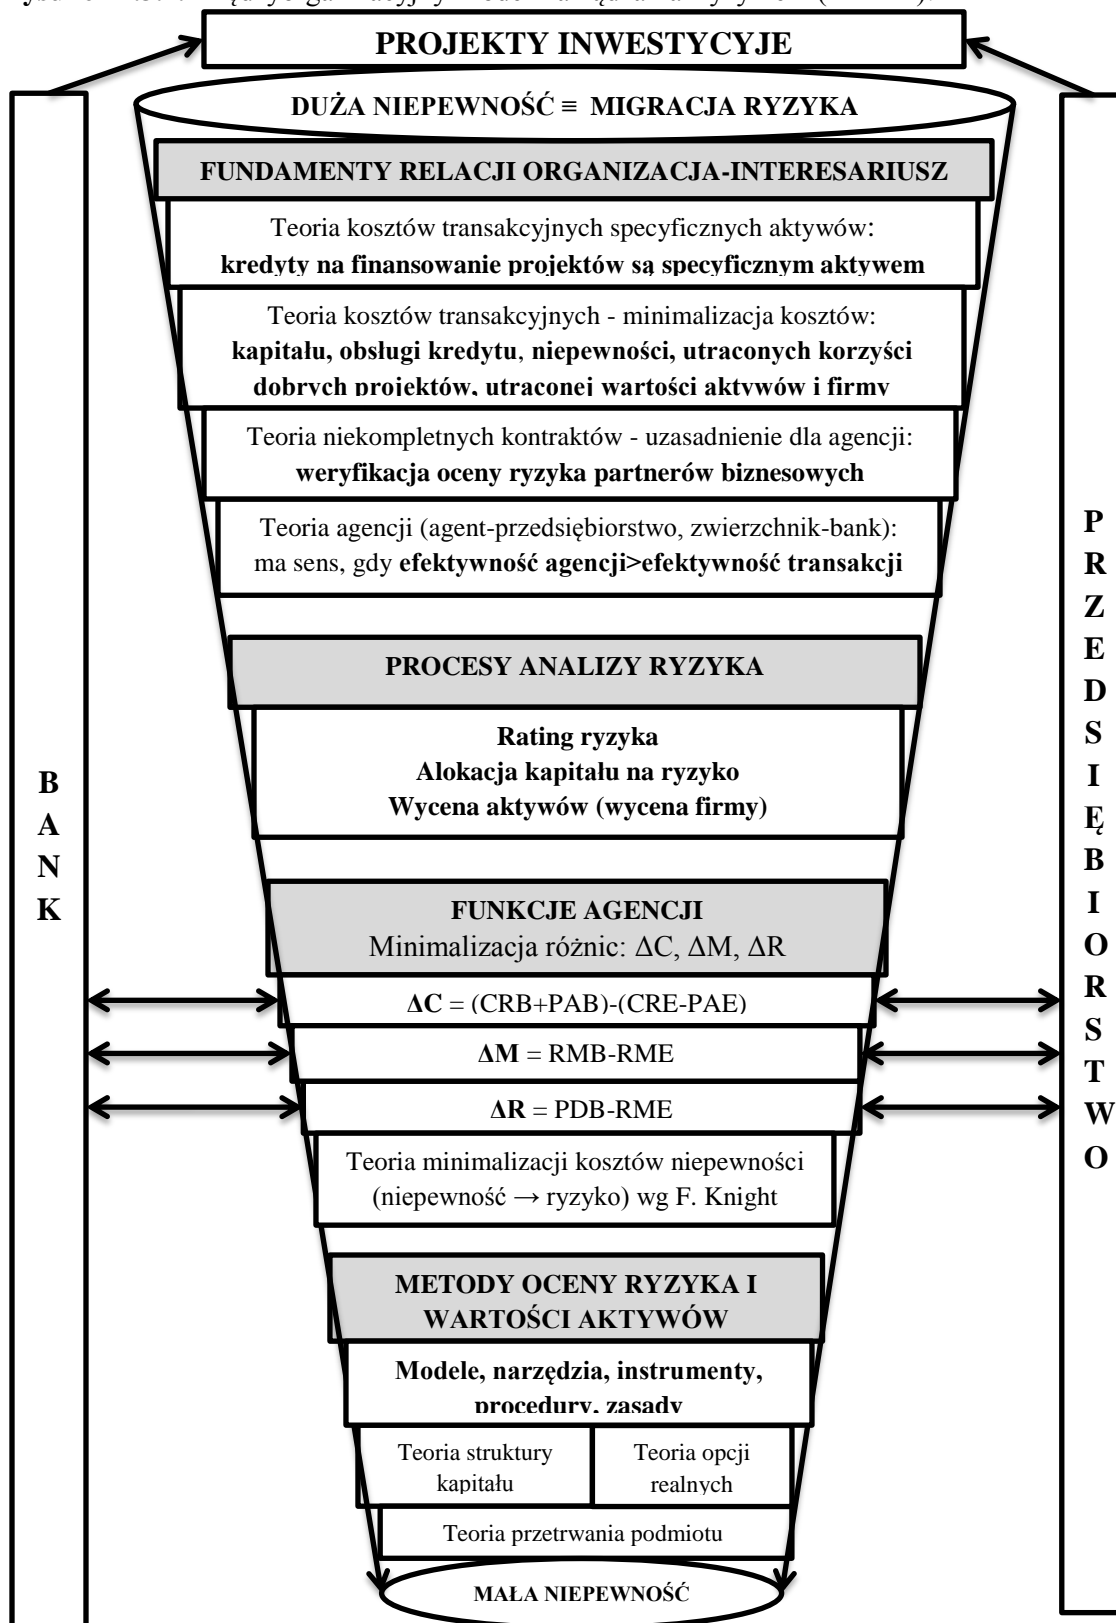 PROJEKTY INWESTYCYJE
DUŻA NIEPEWNOŚĆ ≡ MIGRACJA RYZYKA
FUNDAMENTY RELACJI ORGANIZACJA-INTERESARIUSZ
Teoria kosztów transakcyjnych specyficznych aktywów:
kredyty na finansowanie projektów są specyficznym aktywem
Teoria kosztów transakcyjnych - minimalizacja kosztów:
kapitału, obsługi kredytu, niepewności, utraconych korzyści
dobrych projektów, utraconej wartości aktywów i firmy
Teoria niekompletnych kontraktów - uzasadnienie dla agencji:
weryfikacja oceny ryzyka partnerów biznesowych
Teoria agencji (agent-przedsiębiorstwo, zwierzchnik-bank):
ma sens, gdy efektywność agencji>efektywność transakcji
PROCESY ANALIZY RYZYKA
Rating ryzyka
Alokacja kapitału na ryzyko
Wycena aktywów (wycena firmy)
FUNKCJE AGENCJI
Minimalizacja różnic: ΔC, ΔM, ΔR
ΔC = (CRB+PAB)-(CRE-PAE)
ΔM = RMB-RME
ΔR = PDB-RME
Teoria minimalizacji kosztów niepewności
(niepewność → ryzyko) wg F. Knight
METODY OCENY RYZYKA I
WARTOŚCI AKTYWÓW
Modele, narzędzia, instrumenty,
procedury, zasady
Teoria struktury
kapitału
Teoria opcji
realnych
Teoria przetrwania podmiotu
MAŁA NIEPEWNOŚĆ
B
A
N
K
P
R
Z
E
D
S
I
Ę
B
I
O
R
S
T
W
O